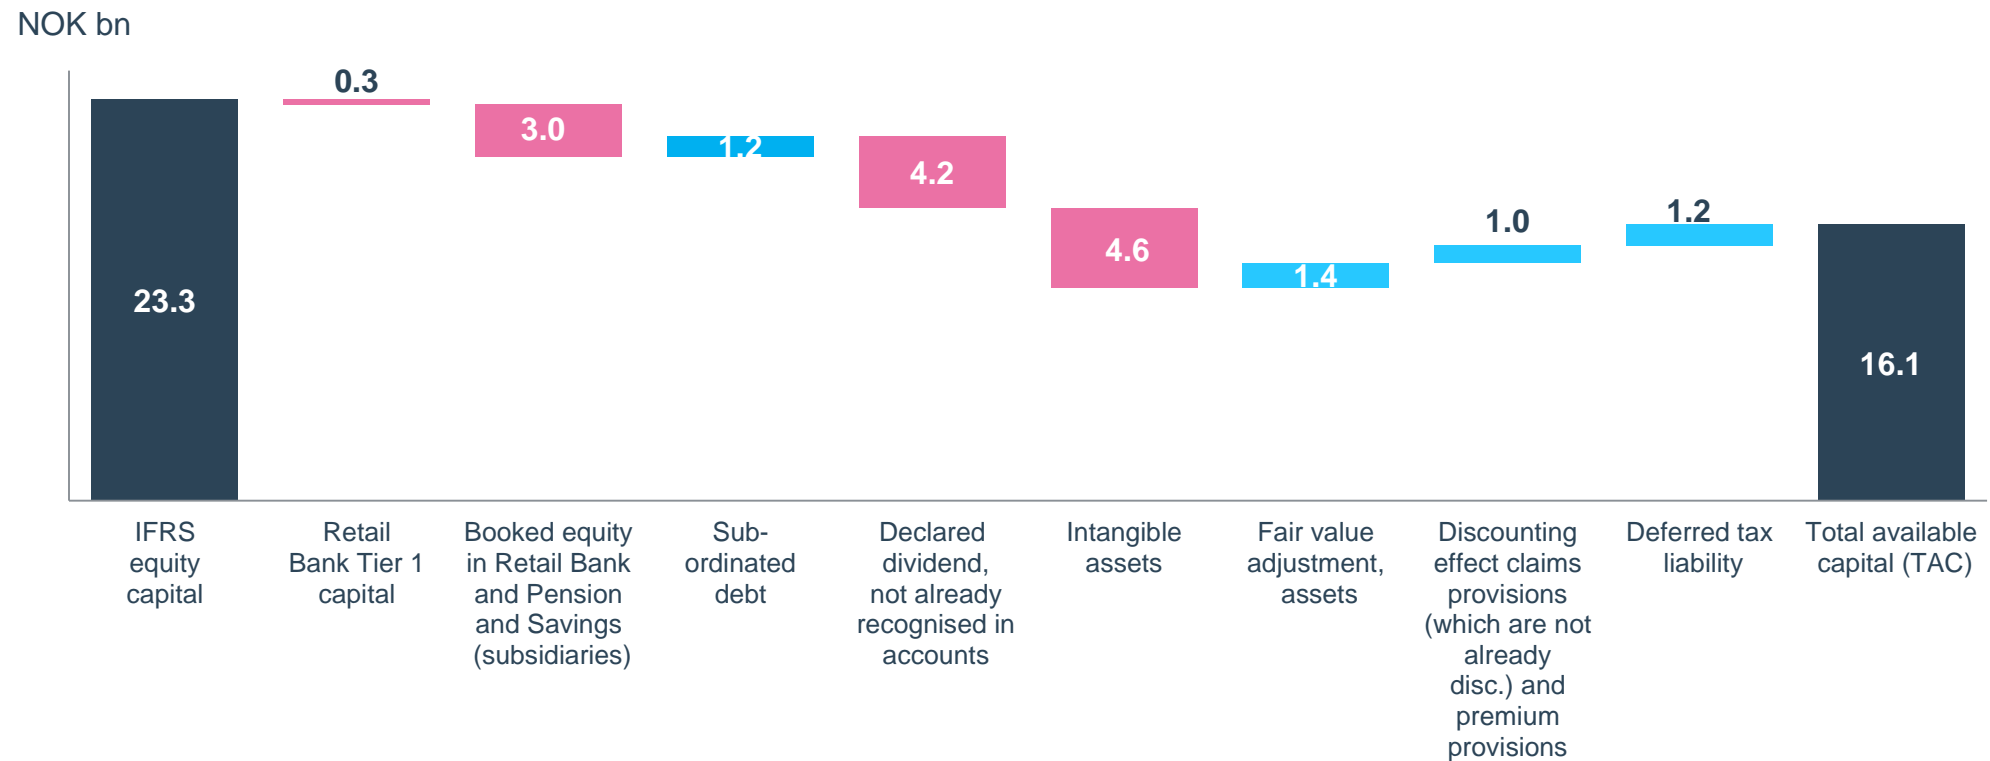 NOK bn
0.3
3.0
1.2
4.2
4.6
1.4
1.0
1.2
23.3
16.1
IFRS
equity
capital
Retail
Bank Tier 1
capital
Booked equity
in Retail Bank
and Pension
and Savings
(subsidiaries)
Sub-
ordinated
debt
Declared
dividend,
not already
recognised in
accounts
Intangible
assets
Fair value
adjustment,
assets
Discounting
effect claims
provisions
(which are not
already
disc.) and
premium
provisions
Deferred tax
liability
Total available
capital (TAC)